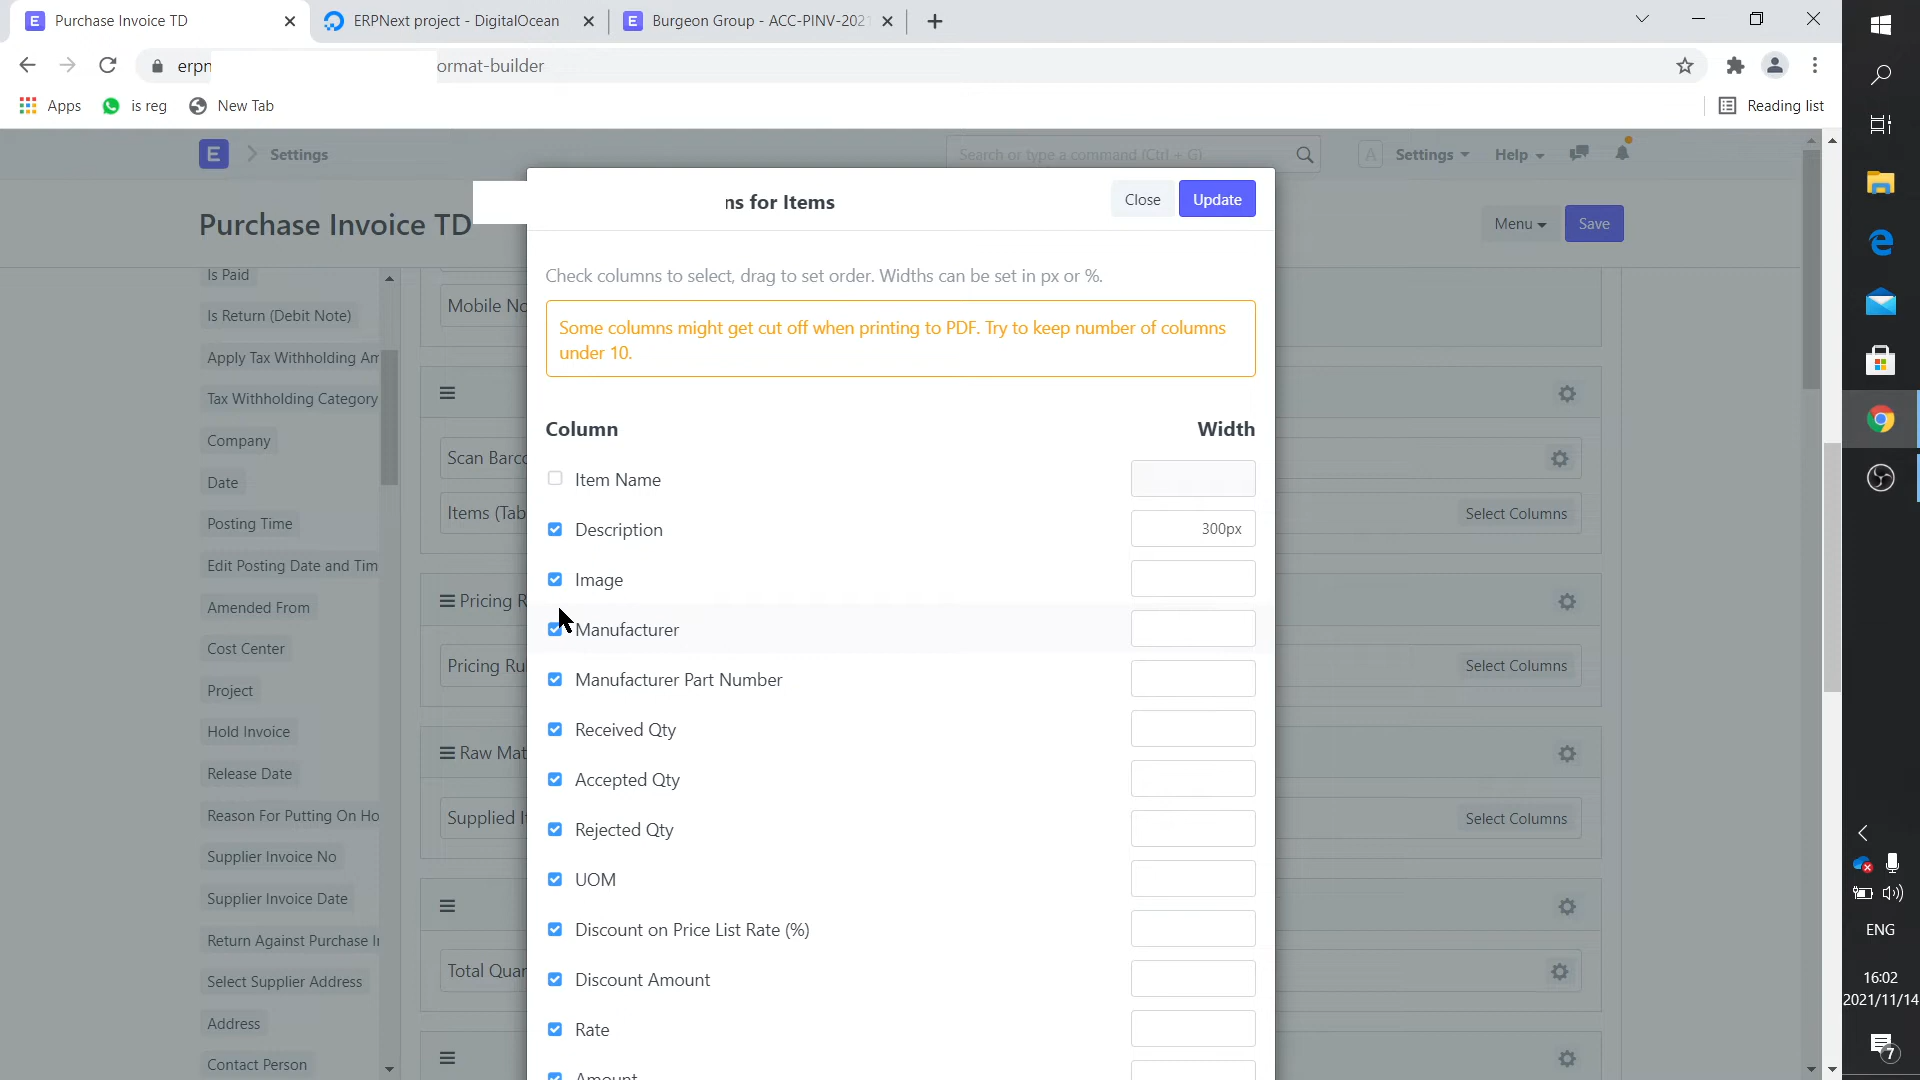 Purchase Invoice TD
ERPNext project - DigitalOcean
Burgeon Group - ACC-PINV-2021
erpn
ormat-builder
Apps
is reg
New Tab
Reading list
E
Settings
Search or type a command (Ctrl + G)
A
Settings
Help
Purchase Invoice TD
ns for Items
Close
Update
Menu
Save
Check columns to select, drag to set order. Widths can be set in px or %.
Some columns might get cut off when printing to PDF. Try to keep number of columns
under 10.
Column
Width
Item Name
Description
300px
Image
Manufacturer
Manufacturer Part Number
Received Qty
Accepted Qty
Rejected Qty
UOM
Discount on Price List Rate (%)
Discount Amount
Rate
Amount
Is Paid
Is Return (Debit Note)
Apply Tax Withholding Am
Tax Withholding Category
Company
Date
Posting Time
Edit Posting Date and Tim
Amended From
Cost Center
Project
Hold Invoice
Release Date
Reason For Putting On Ho
Supplier Invoice No
Supplier Invoice Date
Return Against Purchase I
Select Supplier Address
Address
Contact Person
Mobile No
Scan Barc
Items (Tab
Select Columns
Pricing R
Pricing Ru
Select Columns
Raw Mat
Supplied I
Select Columns
Total Quan
ENG
16:02
2021/11/14
7